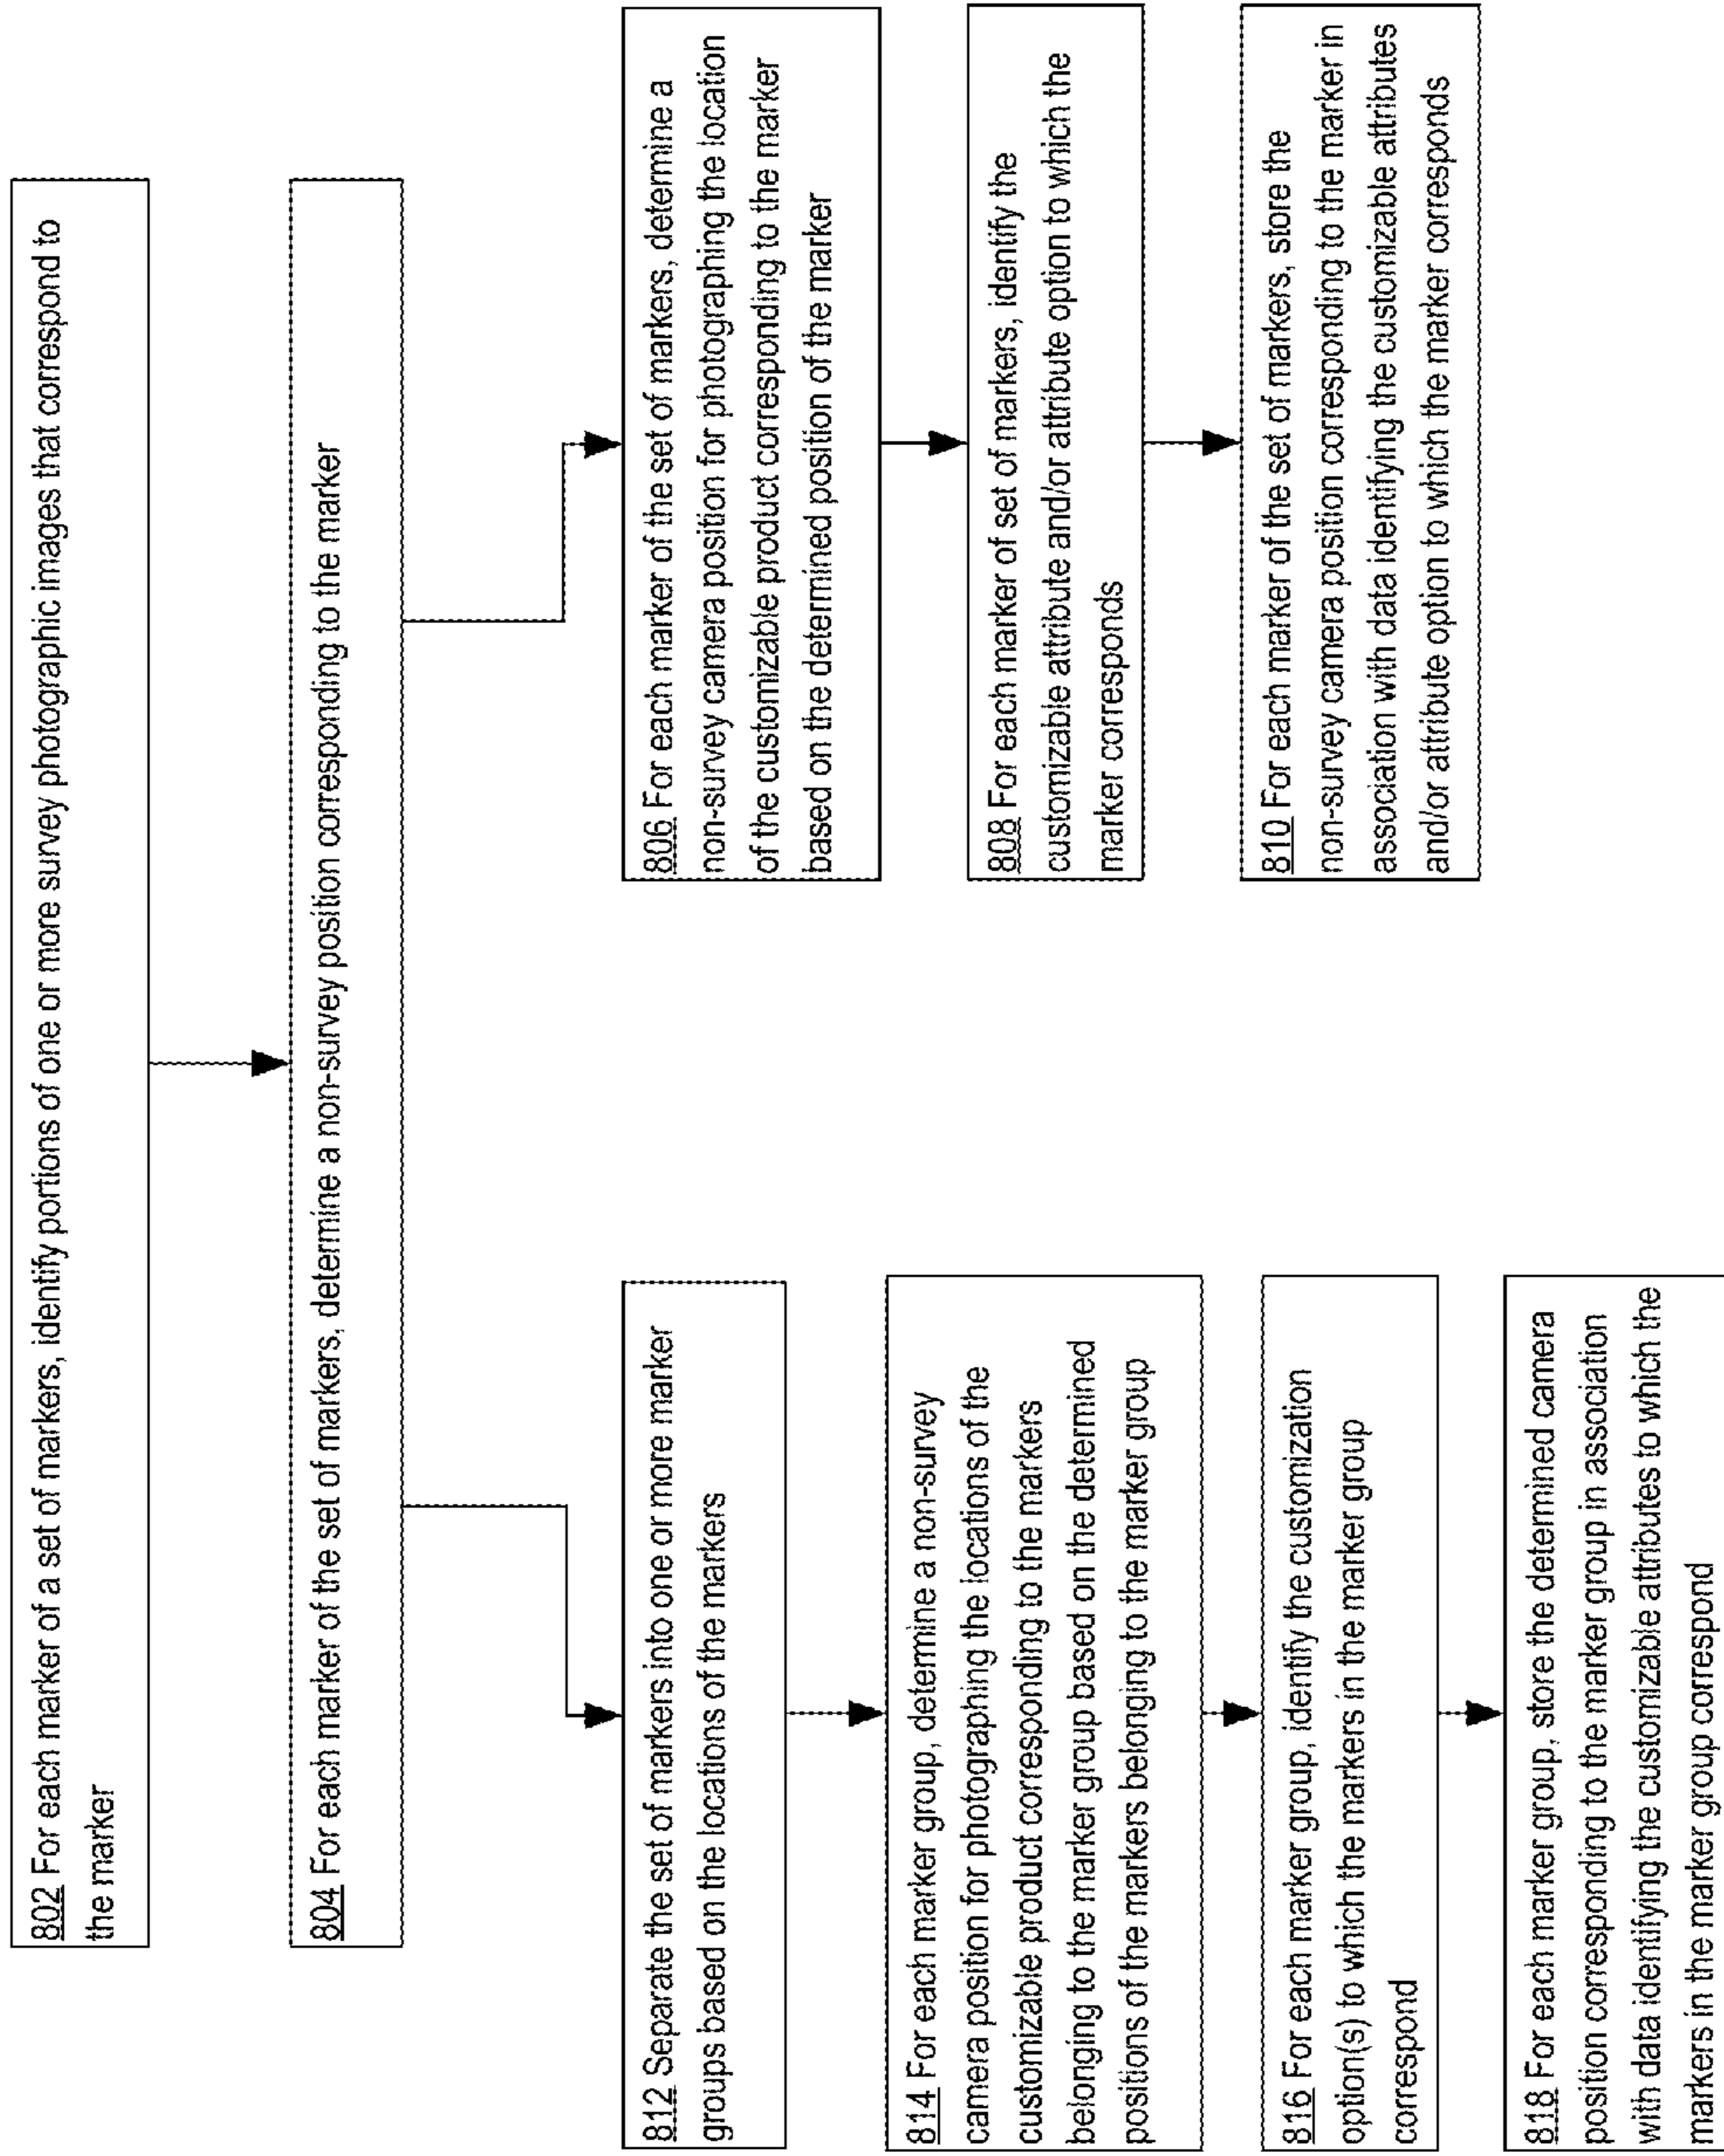 802 For each marker of a set of markers, identify portions of one or more survey photographic images that correspond to
the marker
804 For each marker of the set of markers, determine a non-survey position corresponding to the marker
812 Separate the set of markers into one or more marker
groups based on the locations of the markers
814 For each marker group, determine a non-survey
camera position for photographing the locations of the
customizable product corresponding to the markers
belonging to the marker group based on the determined
positions of the markers belonging to the marker group
816 For each marker group, identify the customization
option(s) to which the markers in the marker group
correspond
818 For each marker group, store the determined camera
position corresponding to the marker group in association
with data identifying the customizable attributes to which the
markers in the marker group correspond
806 For each marker of the set of markers, determine a
non-survey camera position for photographing the location
of the customizable product corresponding to the marker
based on the determined position of the marker
808 For each marker of set of markers, identify the
customizable attribute and/or attribute option to which the
marker corresponds
810 For each marker of the set of markers, store the
non-survey camera position corresponding to the marker in
association with data identifying the customizable attributes
and/or attribute option to which the marker corresponds